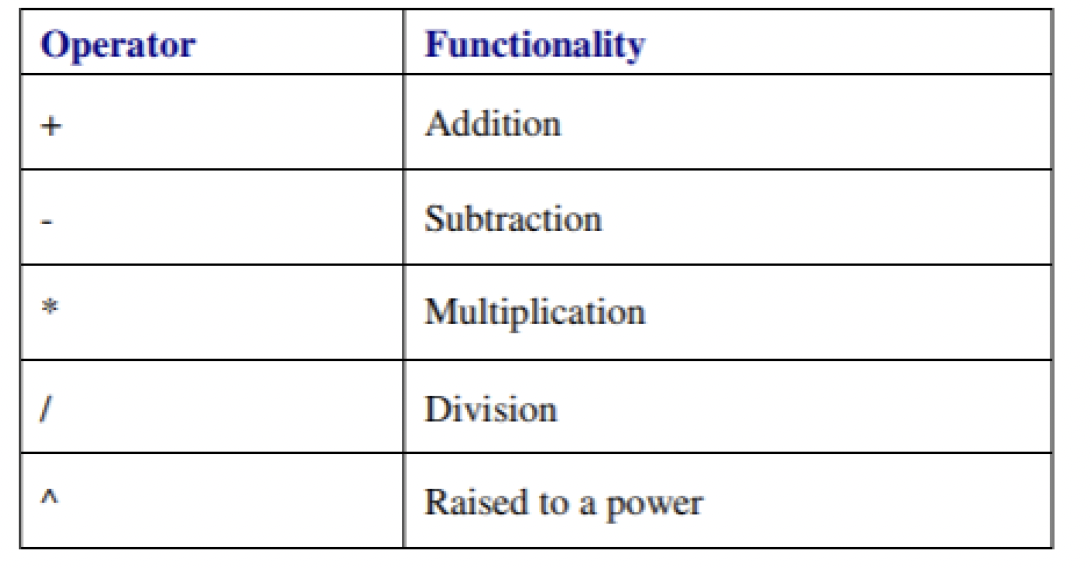 Operator Functionality
+ Addition
- Subtraction
* Multiplication
/ Division
^ Raised to a power